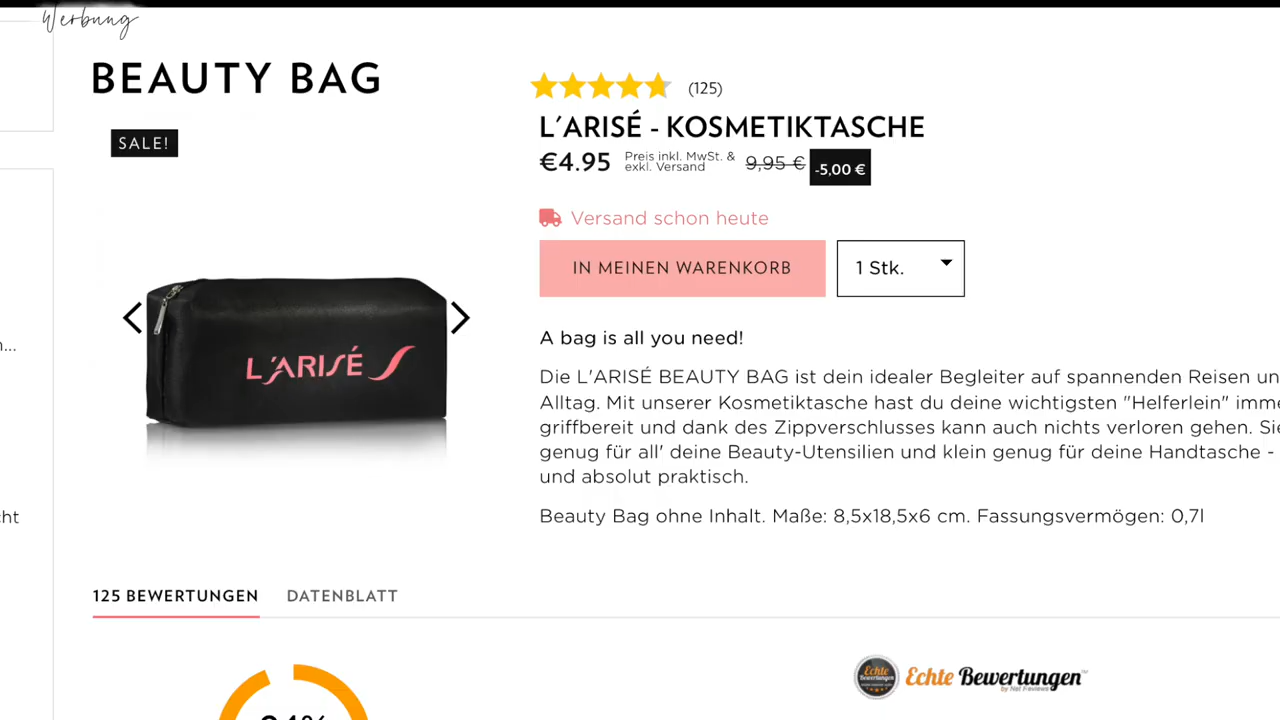 Werbung
BEAUTY BAG
SALE!
(125)
L´ARISÉ - KOSMETIKTASCHE
€4.95 Preis inkl. MwSt. & 9,95 € -5,00 €
exkl. Versand
Versand schon heute
IN MEINEN WARENKORB 1 Stk.
L'ARISÉ
A bag is all you need!
Die L'ARISÉ BEAUTY BAG ist dein idealer Begleiter auf spannenden Reisen un
Alltag. Mit unserer Kosmetiktasche hast du deine wichtigsten "Helferlein" imme
griffbereit und dank des Zippverschlusses kann auch nichts verloren gehen. Sie
genug für all' deine Beauty-Utensilien und klein genug für deine Handtasche -
und absolut praktisch.
Beauty Bag ohne Inhalt. Maße: 8,5x18,5x6 cm. Fassungsvermögen: 0,7l
125 BEWERTUNGEN DATENBLATT
Echte Bewertungen Echte Bewertungen™
by Net Reviews